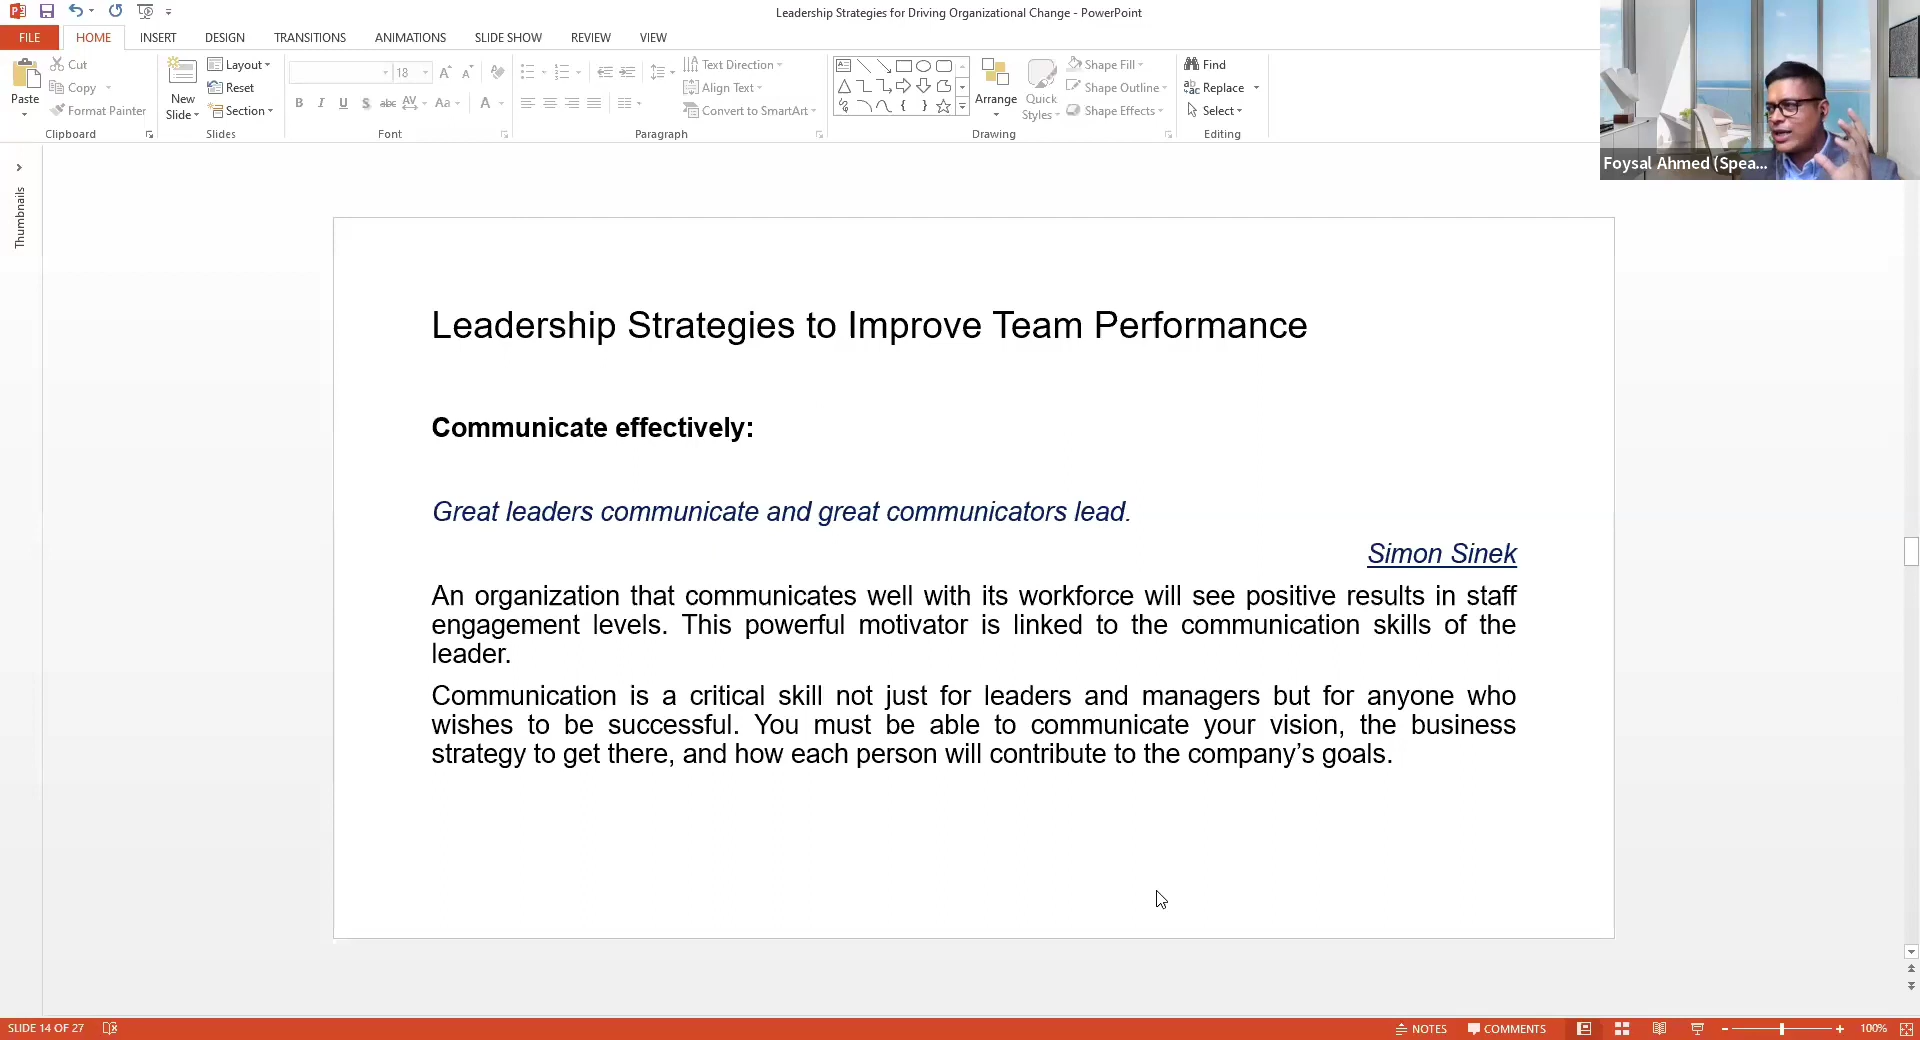 Leadership Strategies for Driving Organizational Change - PowerPoint
FILE HOME INSERT DESIGN TRANSITIONS ANIMATIONS SLIDE SHOW REVIEW VIEW
Paste
Cut
Copy
Format Painter
Clipboard
New
Slide
Layout
Reset
Section
Slides
18
B I U S abc AV Aa A
Font
Text Direction
Align Text
Convert to SmartArt
Paragraph
Arrange
Quick
Styles
Shape Fill
Shape Outline
Shape Effects
Drawing
Find
Replace
Select
Editing
Foysal Ahmed (Spea...
Thumbnails
Leadership Strategies to Improve Team Performance
Communicate effectively:
Great leaders communicate and great communicators lead.
Simon Sinek
An organization that communicates well with its workforce will see positive results in staff
engagement levels. This powerful motivator is linked to the communication skills of the
leader.
Communication is a critical skill not just for leaders and managers but for anyone who
wishes to be successful. You must be able to communicate your vision, the business
strategy to get there, and how each person will contribute to the company’s goals.
SLIDE 14 OF 27
NOTES COMMENTS 100%